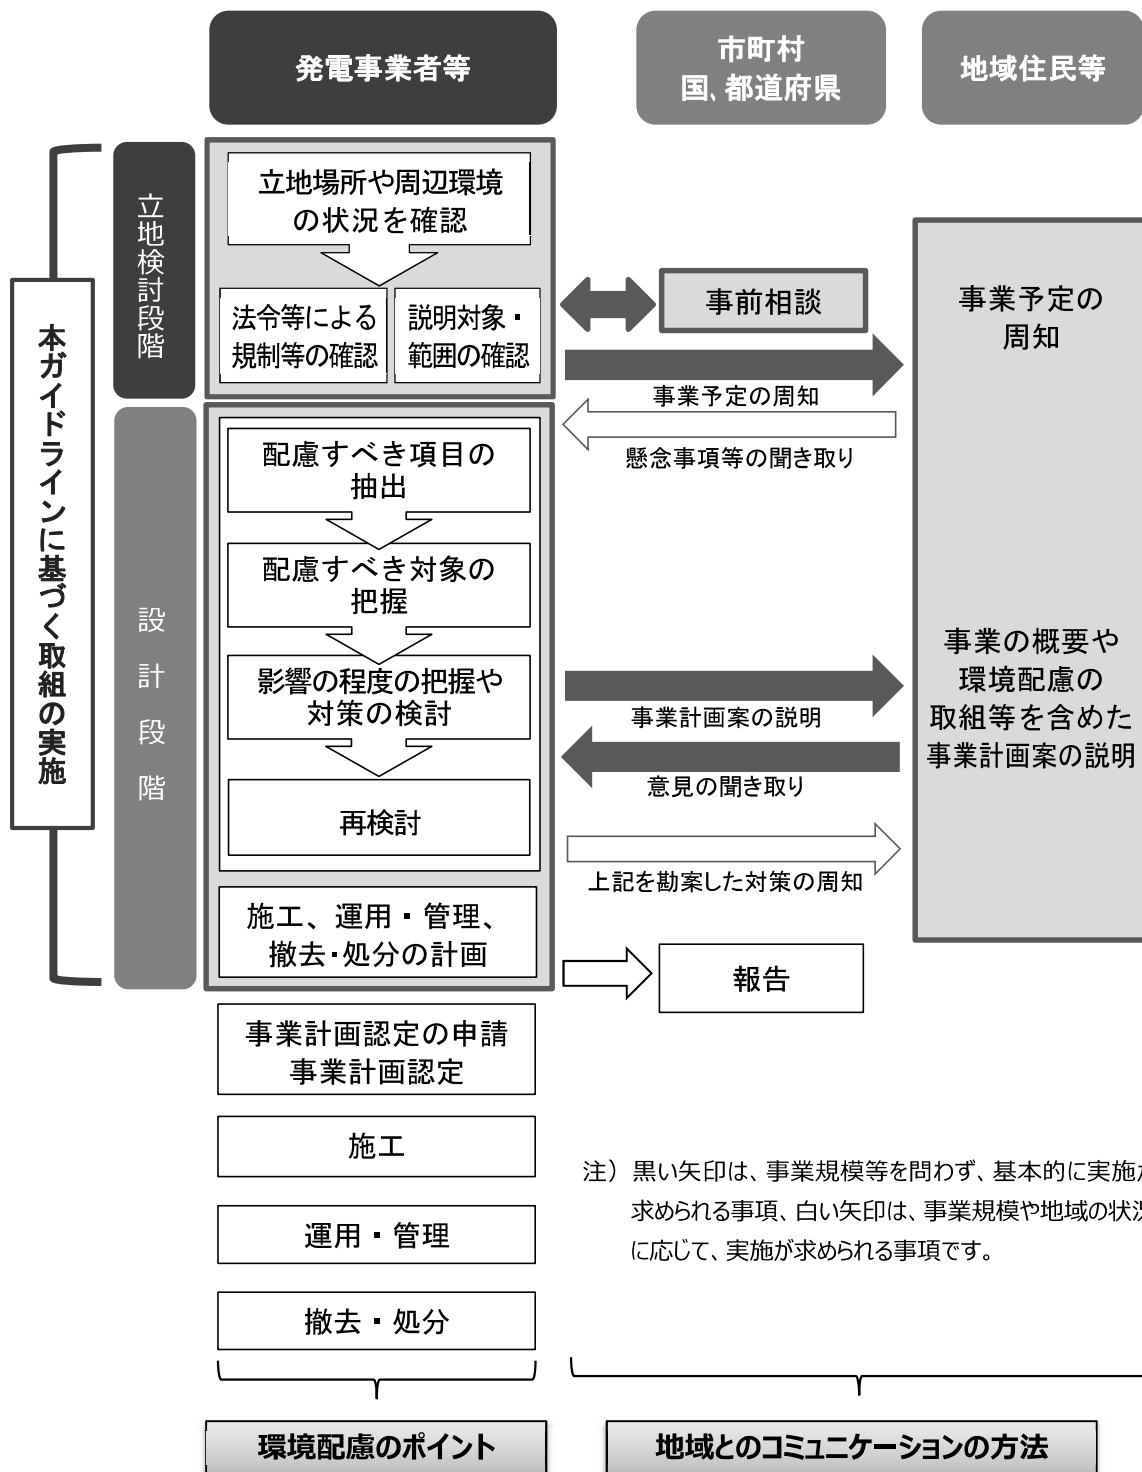 発電事業者等
市町村
国、都道府県
地域住民等
本ガイドラインに基づく取組の実施
立地検討段階
立地場所や周辺環境
の状況を確認
法令等による
規制等の確認
説明対象・
範囲の確認
事前相談
事業予定の
周知
事業予定の周知
懸念事項等の聞き取り
設計段階
配慮すべき項目の
抽出
配慮すべき対象の
把握
影響の程度の把握や
対策の検討
再検討
事業計画案の説明
意見の聞き取り
上記を勘案した対策の周知
事業の概要や
環境配慮の
取組等を含めた
事業計画案の説明
施工、運用・管理、
撤去・処分の計画
報告
事業計画認定の申請
事業計画認定
施工
運用・管理
撤去・処分
注）黒い矢印は、事業規模等を問わず、基本的に実施が
求められる事項、白い矢印は、事業規模や地域の状況
に応じて、実施が求められる事項です。
環境配慮のポイント
地域とのコミュニケーションの方法